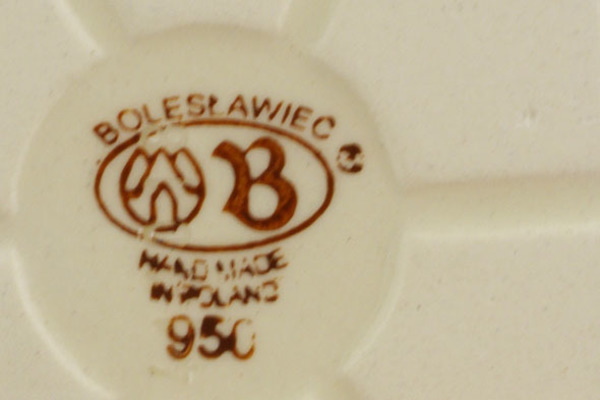 BOLESŁAWIEC
B
HAND MADE
IN POLAND
950